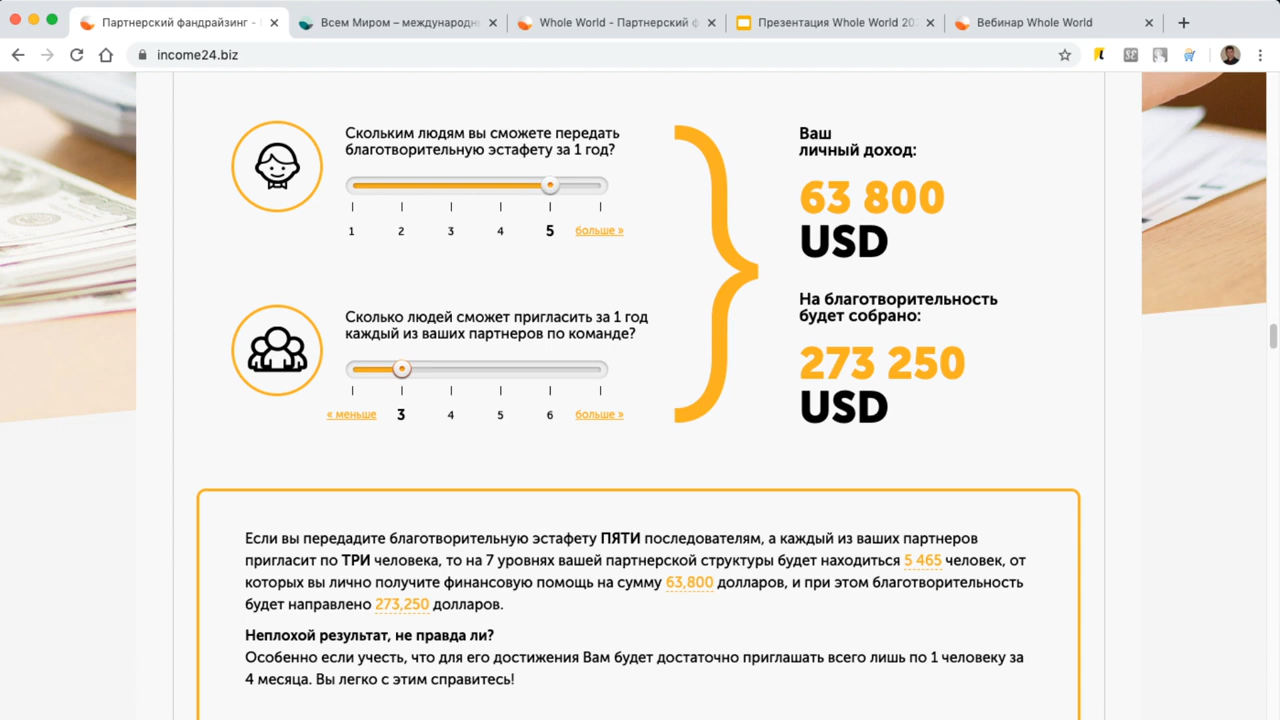 Партнерский фандрайзинг -
Всем Миром – международн
Whole World - Партнерский ф
Презентация Whole World 202
Вебинар Whole World
income24.biz
Скольким людям вы сможете передать
благотворительную эстафету за 1 год?
1 2 3 4 5 больше »
Сколько людей сможет пригласить за 1 год
каждый из ваших партнеров по команде?
« меньше 3 4 5 6 больше »
Ваш
личный доход:
63 800
USD
На благотворительность
будет собрано:
273 250
USD
Если вы передадите благотворительную эстафету ПЯТИ последователям, а каждый из ваших партнеров
пригласит по ТРИ человека, то на 7 уровнях вашей партнерской структуры будет находиться 5 465 человек, от
которых вы лично получите финансовую помощь на сумму 63,800 долларов, и при этом благотворительность
будет направлено 273,250 долларов.
Неплохой результат, не правда ли?
Особенно если учесть, что для его достижения Вам будет достаточно приглашать всего лишь по 1 человеку за
4 месяца. Вы легко с этим справитесь!